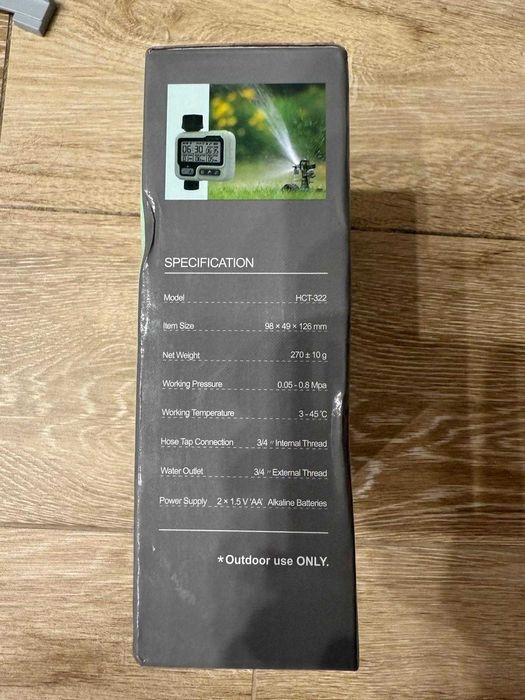 06:30
SPECIFICATION
Model HCT-322
Item Size 98 × 49 × 126 mm
Net Weight 270 ± 10 g
Working Pressure 0.05 - 0.8 Mpa
Working Temperature 3 - 45 °C
Hose Tap Connection 3/4 〃 Internal Thread
Water Outlet 3/4 〃 External Thread
Power Supply 2 × 1.5 V 'AA' Alkaline Batteries
*Outdoor use ONLY.